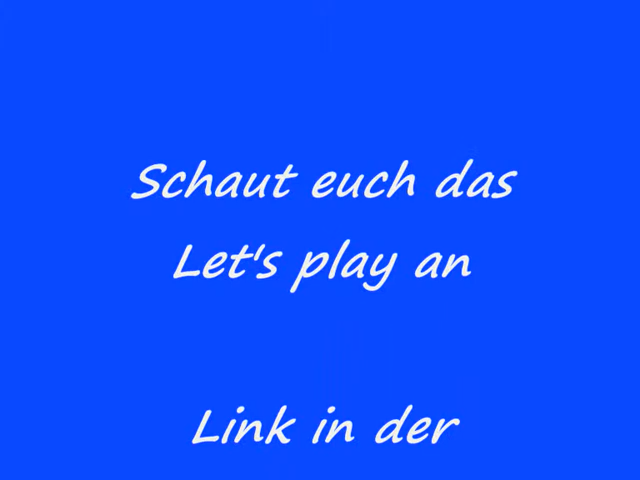 Schaut euch das
Let's play an
Link in der